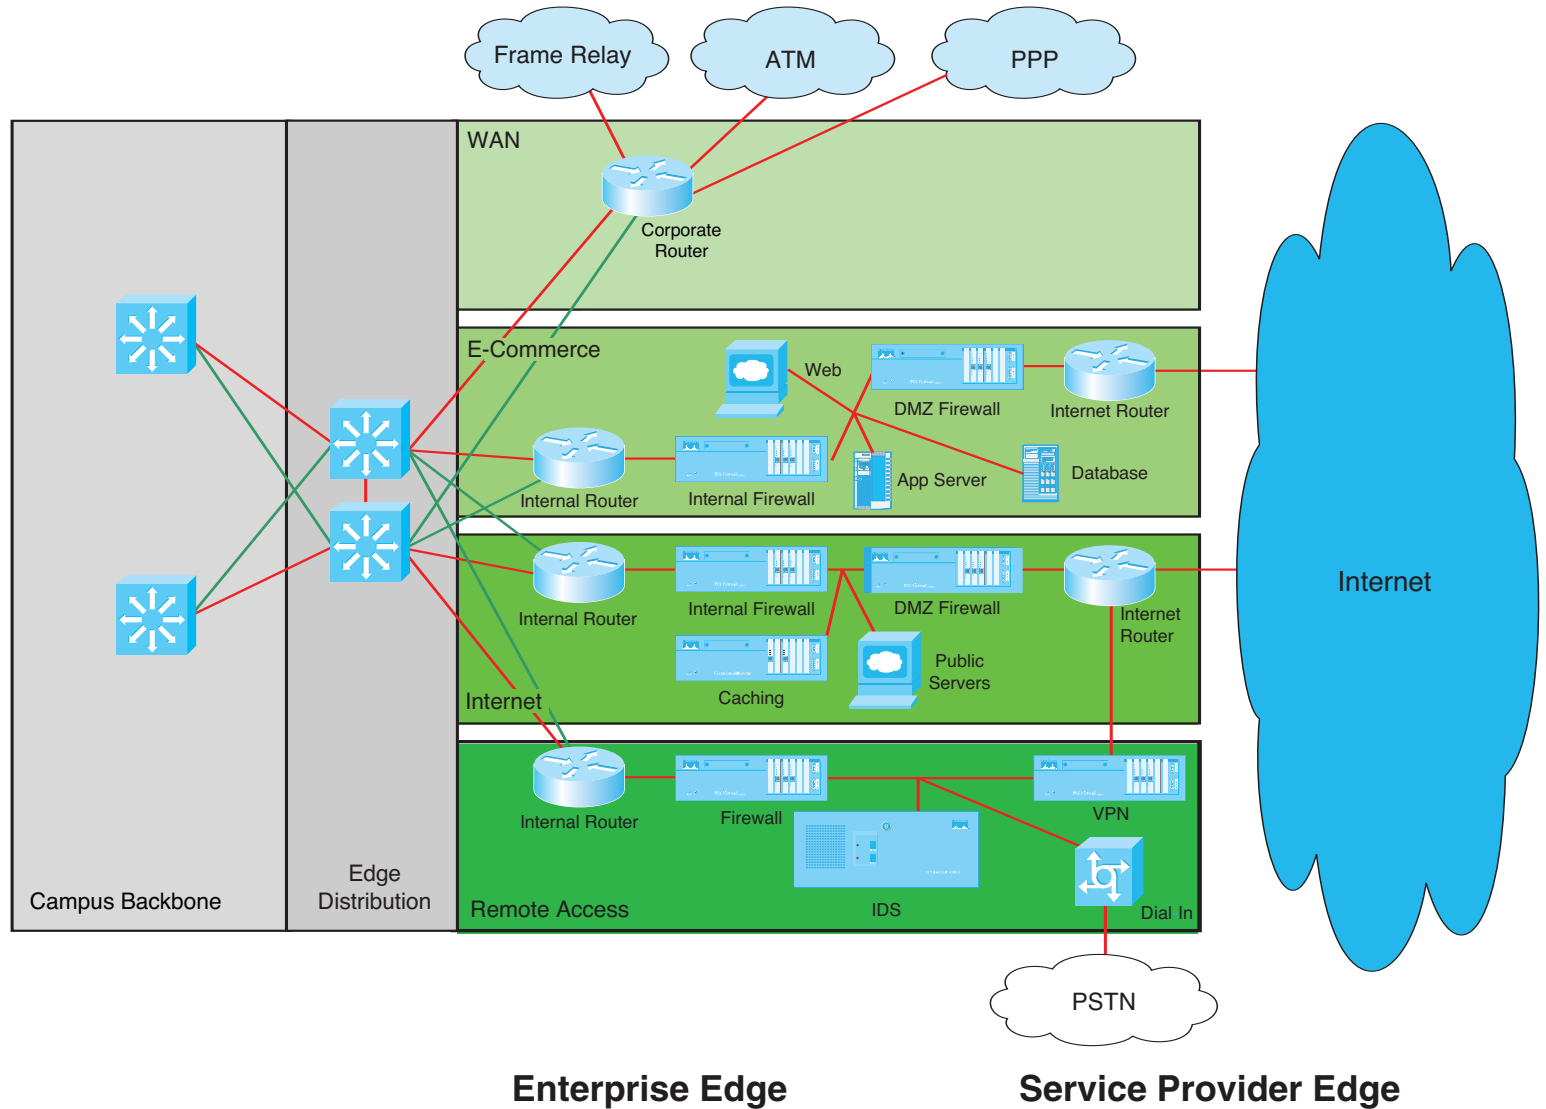 Frame Relay
ATM
PPP
WAN
Corporate
Router
E-Commerce
Web
DMZ Firewall
Internet Router
Internal Router
Internal Firewall
App Server
Database
Internal Router
Internal Firewall
DMZ Firewall
Internet
Router
Caching
Public
Servers
Internet
Internet
Internal Router
Firewall
VPN
IDS
Dial In
Remote Access
Campus Backbone
Edge
Distribution
PSTN
Enterprise Edge
Service Provider Edge